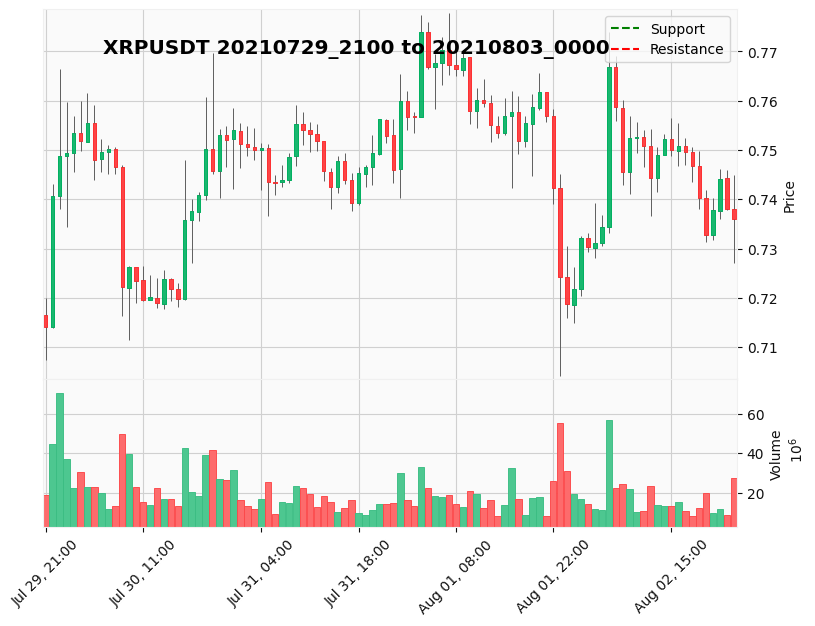 XRPUSDT 20210729_2100 to 20210803_0000
Support
Resistance
0.77
0.76
0.75
0.74
0.73
0.72
0.71
Price
60
40
20
Volume
10^6
Jul 29, 21:00
Jul 30, 11:00
Jul 31, 04:00
Jul 31, 18:00
Aug 01, 08:00
Aug 01, 22:00
Aug 02, 15:00